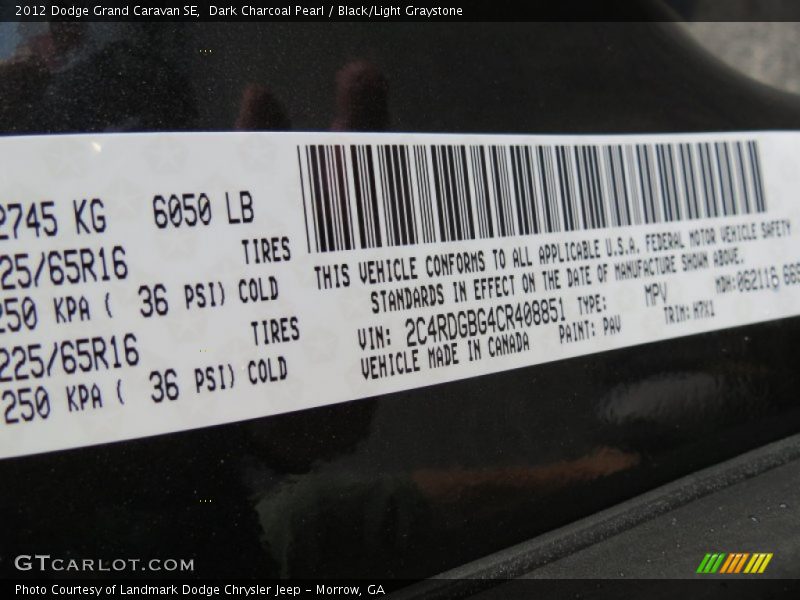 2012 Dodge Grand Caravan SE, Dark Charcoal Pearl / Black/Light Graystone
2745 KG 6050 LB
225/65R16 TIRES
250 KPA ( 36 PSI) COLD
225/65R16 TIRES
250 KPA ( 36 PSI) COLD
THIS VEHICLE CONFORMS TO ALL APPLICABLE U.S.A. FEDERAL MOTOR VEHICLE SAFETY
STANDARDS IN EFFECT ON THE DATE OF MANUFACTURE SHOWN ABOVE.
VIN: 2C4RDGBG4CR408851 TYPE: MPV MDH:062116
VEHICLE MADE IN CANADA PAINT: PAU TRIM:H7X1
GTCARLOT.COM
Photo Courtesy of Landmark Dodge Chrysler Jeep - Morrow, GA